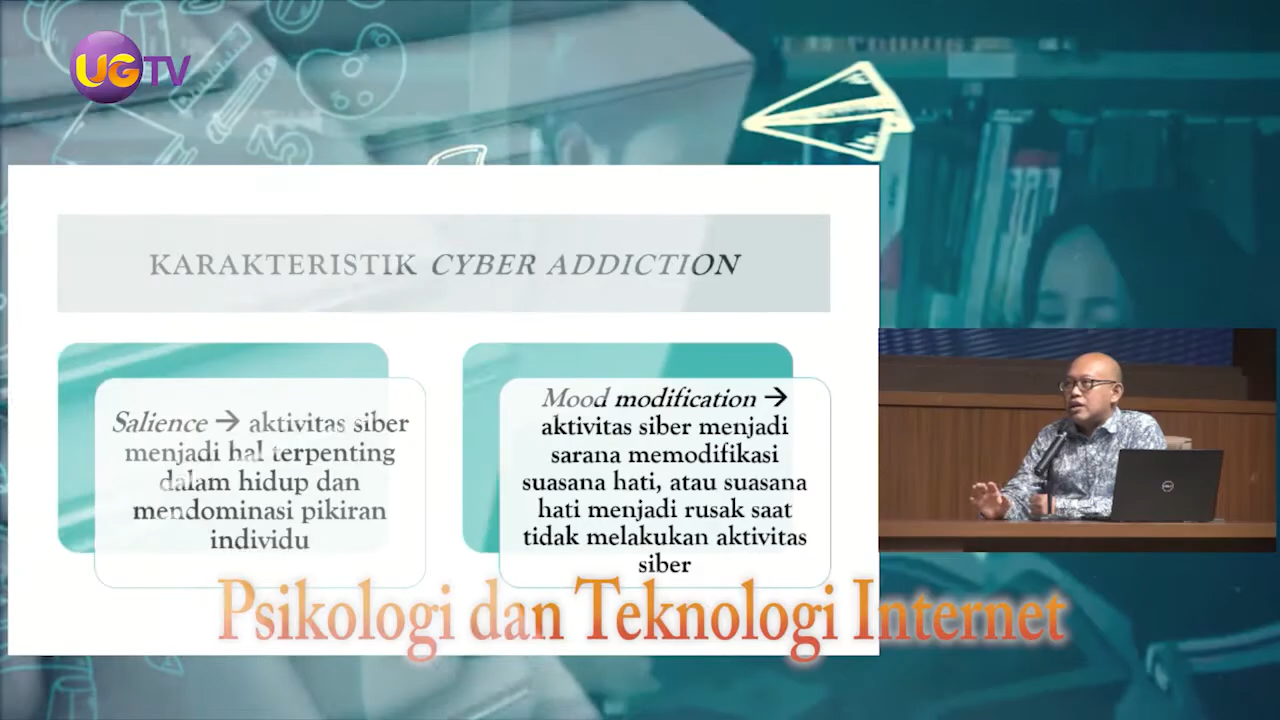 UGTV
KARAKTERISTIK CYBER ADDICTION
Salience → aktivitas siber
menjadi hal terpenting
dalam hidup dan
mendominasi pikiran
individu
Mood modification →
aktivitas siber menjadi
sarana memodifikasi
suasana hati, atau suasana
hati menjadi rusak saat
tidak melakukan aktivitas
siber
DELL
Psikologi dan Teknologi Internet